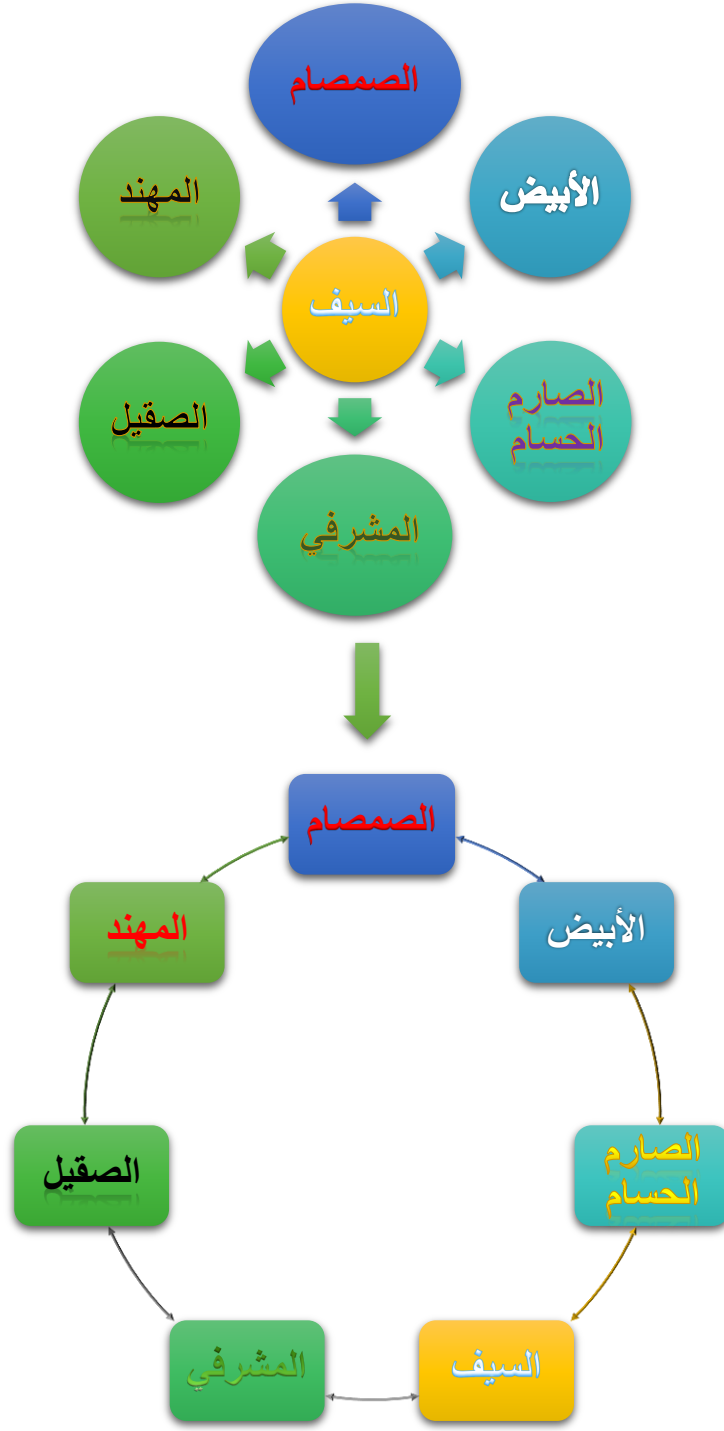 الصمصام
الأبيض
المهند
السيف
الصارم
الحسام
الصقيل
المشرفي
الصمصام
الأبيض
المهند
الصارم
الحسام
الصقيل
السيف
المشرفي